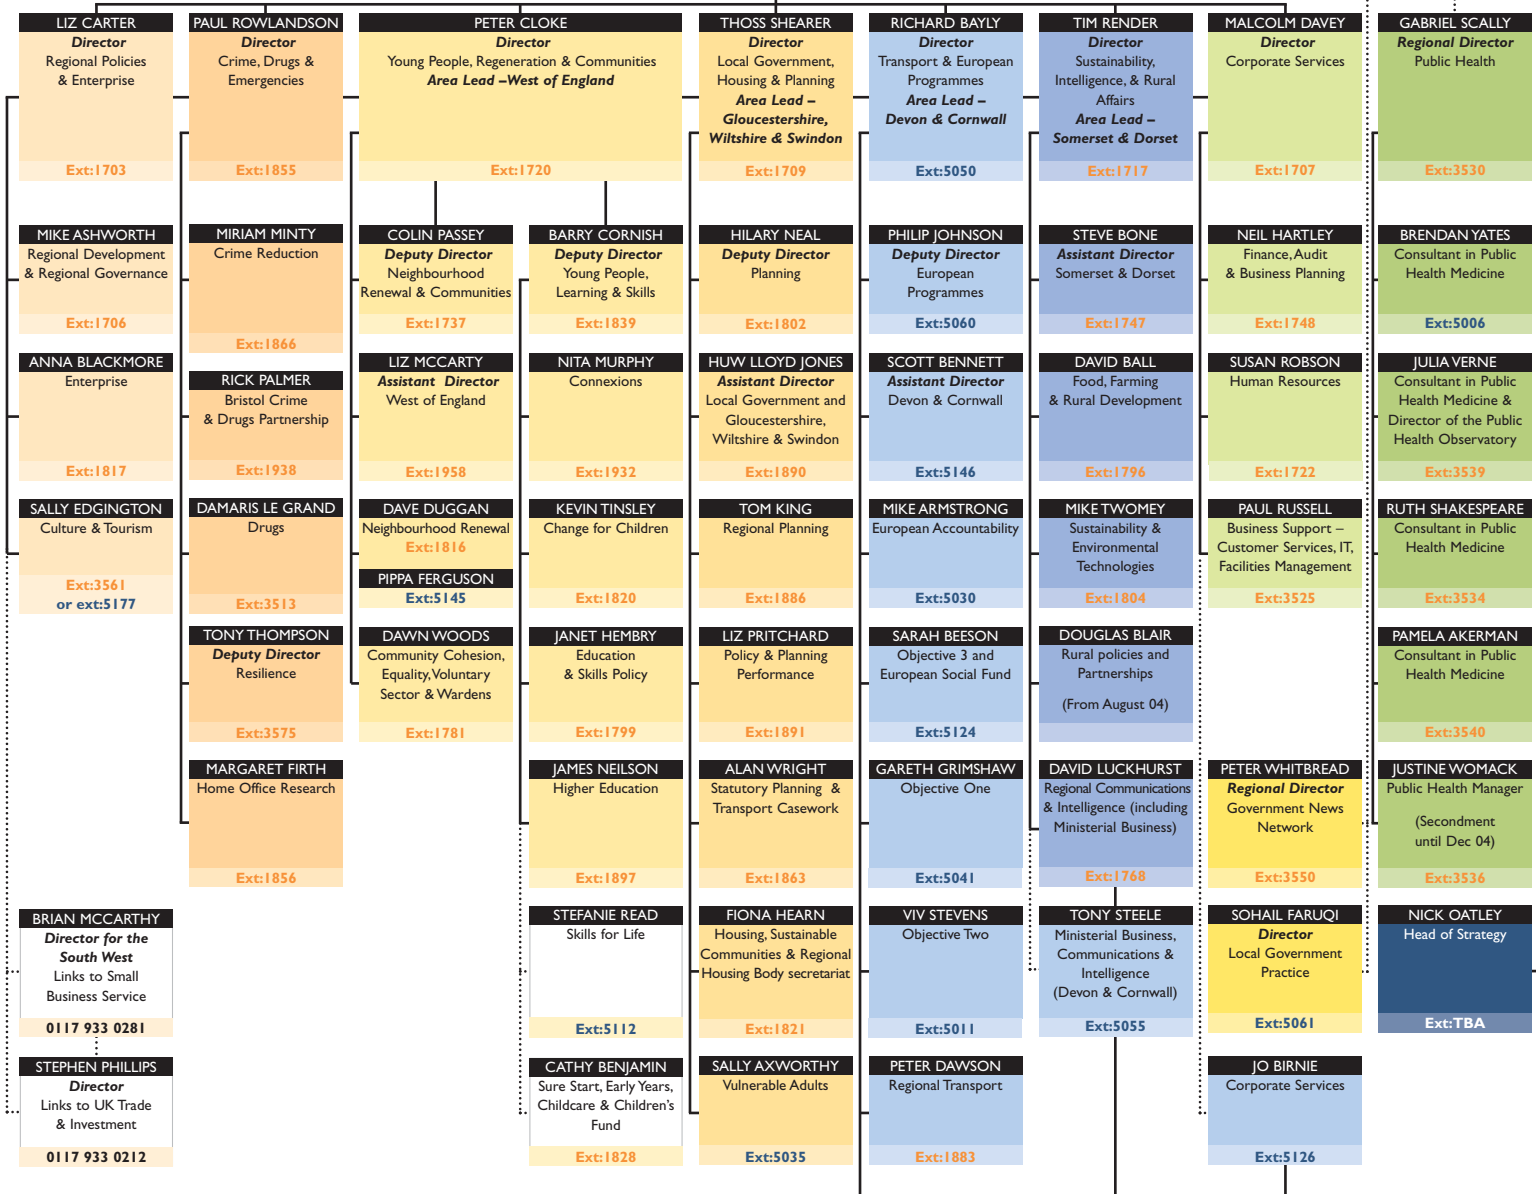 LIZ CARTER
Director
Regional Policies
& Enterprise
Ext:1703
MIKE ASHWORTH
Regional Development
& Regional Governance
Ext:1706
ANNA BLACKMORE
Enterprise
Ext:1817
SALLY EDGINGTON
Culture & Tourism
Ext:3561
or ext:5177
BRIAN MCCARTHY
Director for the
South West
Links to Small
Business Service
0117 933 0281
STEPHEN PHILLIPS
Director
Links to UK Trade
& Investment
0117 933 0212
PAUL ROWLANDSON
Director
Crime, Drugs &
Emergencies
Ext:1855
MIRIAM MINTY
Crime Reduction
Ext:1866
RICK PALMER
Bristol Crime
& Drugs Partnership
Ext:1938
DAMARIS LE GRAND
Drugs
Ext:3513
TONY THOMPSON
Deputy Director
Resilience
Ext:3575
MARGARET FIRTH
Home Office Research
Ext:1856
PETER CLOKE
Director
Young People, Regeneration & Communities
Area Lead –West of England
Ext:1720
COLIN PASSEY
Deputy Director
Neighbourhood
Renewal & Communities
Ext:1737
LIZ MCCARTY
Assistant Director
West of England
Ext:1958
DAVE DUGGAN
Neighbourhood Renewal
Ext:1816
PIPPA FERGUSON
Ext:5145
DAWN WOODS
Community Cohesion,
Equality, Voluntary
Sector & Wardens
Ext:1781
BARRY CORNISH
Deputy Director
Young People,
Learning & Skills
Ext:1839
NITA MURPHY
Connexions
Ext:1932
KEVIN TINSLEY
Change for Children
Ext:1820
JANET HEMBRY
Education
& Skills Policy
Ext:1799
JAMES NEILSON
Higher Education
Ext:1897
STEFANIE READ
Skills for Life
Ext:5112
CATHY BENJAMIN
Sure Start, Early Years,
Childcare & Children's
Fund
Ext:1828
THOSS SHEARER
Director
Local Government,
Housing & Planning
Area Lead –
Gloucestershire,
Wiltshire & Swindon
Ext:1709
HILARY NEAL
Deputy Director
Planning
Ext:1802
HUW LLOYD JONES
Assistant Director
Local Government and
Gloucestershire,
Wiltshire & Swindon
Ext:1890
TOM KING
Regional Planning
Ext:1886
LIZ PRITCHARD
Policy & Planning
Performance
Ext:1891
ALAN WRIGHT
Statutory Planning &
Transport Casework
Ext:1863
FIONA HEARN
Housing, Sustainable
Communities & Regional
Housing Body secretariat
Ext:1821
SALLY AXWORTHY
Vulnerable Adults
Ext:5035
RICHARD BAYLY
Director
Transport & European
Programmes
Area Lead –
Devon & Cornwall
Ext:5050
PHILIP JOHNSON
Deputy Director
European
Programmes
Ext:5060
SCOTT BENNETT
Assistant Director
Devon & Cornwall
Ext:5146
MIKE ARMSTRONG
European Accountability
Ext:5030
SARAH BEESON
Objective 3 and
European Social Fund
Ext:5124
GARETH GRIMSHAW
Objective One
Ext:5041
VIV STEVENS
Objective Two
Ext:5011
PETER DAWSON
Regional Transport
Ext:1883
TIM RENDER
Director
Sustainability,
Intelligence, & Rural
Affairs
Area Lead –
Somerset & Dorset
Ext:1717
STEVE BONE
Assistant Director
Somerset & Dorset
Ext:1747
DAVID BALL
Food, Farming
& Rural Development
Ext:1796
MIKE TWOMEY
Sustainability &
Environmental
Technologies
Ext:1804
DOUGLAS BLAIR
Rural policies and
Partnerships
(From August 04)
DAVID LUCKHURST
Regional Communications
& Intelligence (including
Ministerial Business)
Ext:1768
TONY STEELE
Ministerial Business,
Communications &
Intelligence
(Devon & Cornwall)
Ext:5055
MALCOLM DAVEY
Director
Corporate Services
Ext:1707
NEIL HARTLEY
Finance, Audit
& Business Planning
Ext:1748
SUSAN ROBSON
Human Resources
Ext:1722
PAUL RUSSELL
Business Support –
Customer Services, IT,
Facilities Management
Ext:3525
PETER WHITBREAD
Regional Director
Government News
Network
Ext:3550
SOHAIL FARUQI
Director
Local Government
Practice
Ext:5061
JO BIRNIE
Corporate Services
Ext:5126
GABRIEL SCALLY
Regional Director
Public Health
Ext:3530
BRENDAN YATES
Consultant in Public
Health Medicine
Ext:5006
JULIA VERNE
Consultant in Public
Health Medicine &
Director of the Public
Health Observatory
Ext:3539
RUTH SHAKESPEARE
Consultant in Public
Health Medicine
Ext:3534
PAMELA AKERMAN
Consultant in Public
Health Medicine
Ext:3540
JUSTINE WOMACK
Public Health Manager
(Secondment
until Dec 04)
Ext:3536
NICK OATLEY
Head of Strategy
Ext:TBA